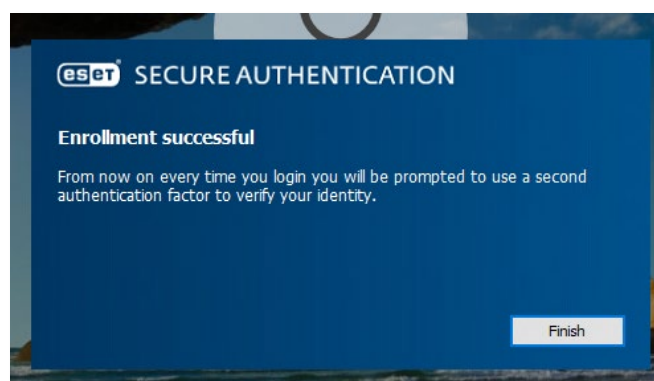 eset SECURE AUTHENTICATION
Enrollment successful
From now on every time you login you will be prompted to use a second
authentication factor to verify your identity.
Finish